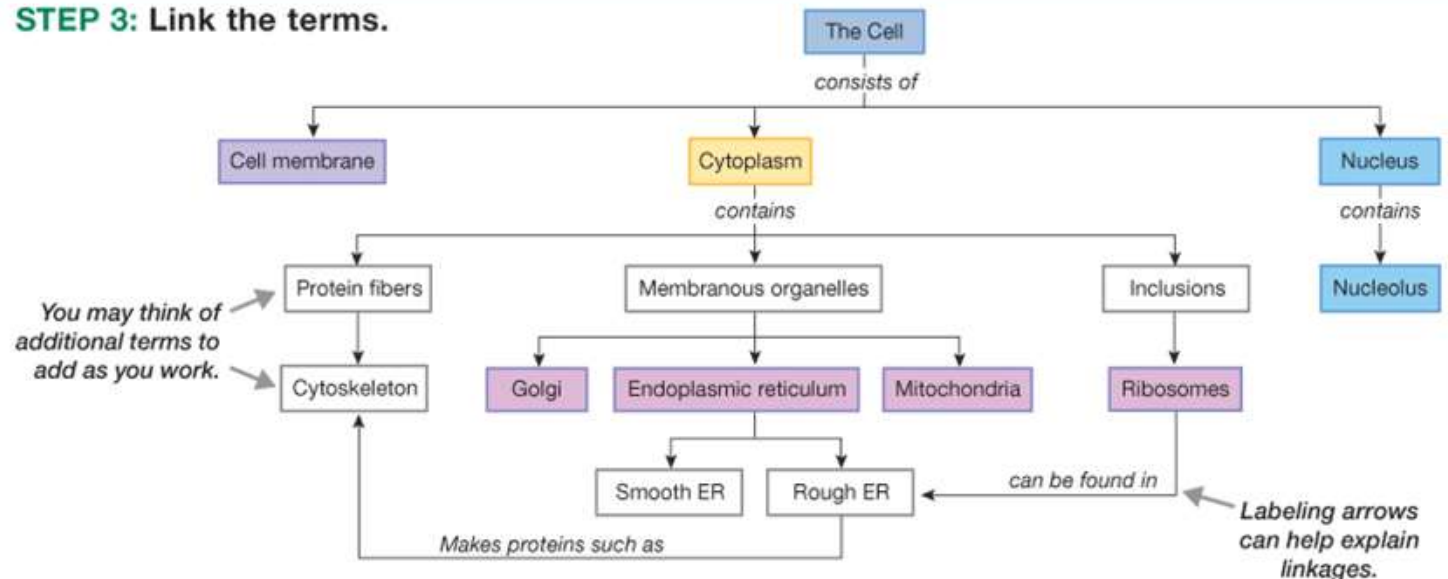 STEP 3: Link the terms.
The Cell
consists of
Cell membrane
Cytoplasm
Nucleus
contains
contains
Protein fibers
Membranous organelles
Inclusions
Nucleolus
You may think of
additional terms to
add as you work.
Cytoskeleton
Golgi
Endoplasmic reticulum
Mitochondria
Ribosomes
Smooth ER
Rough ER
can be found in
Labeling arrows
can help explain
linkages.
Makes proteins such as